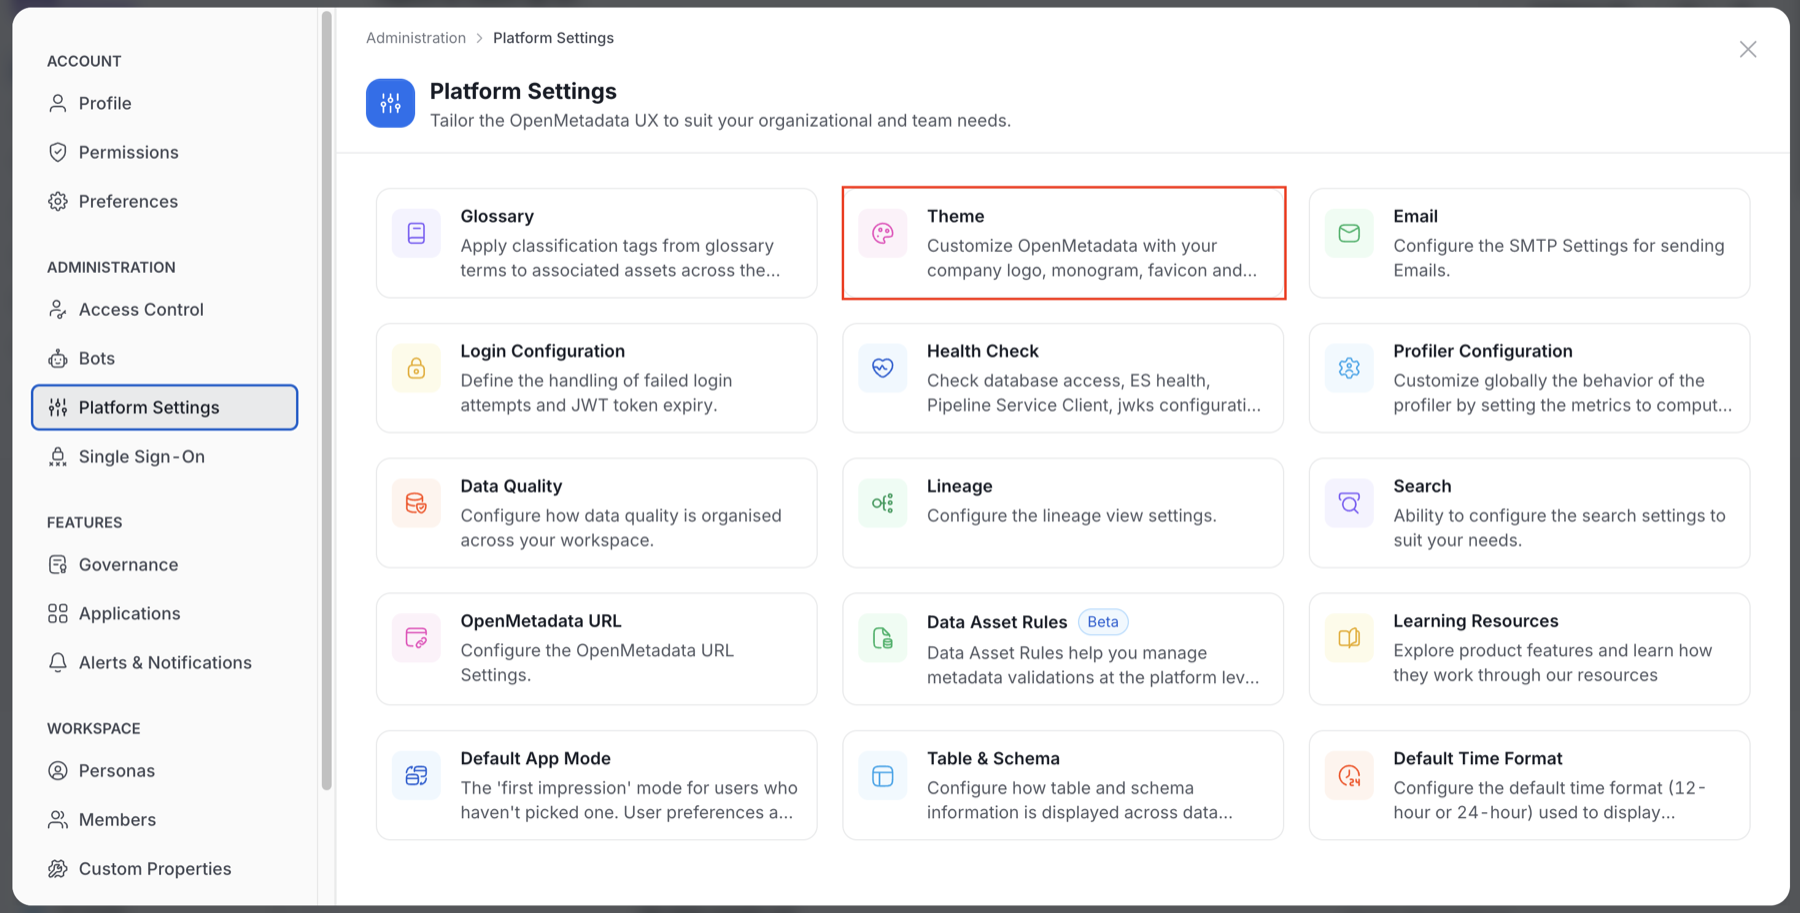 ACCOUNT
Profile
Permissions
Preferences
ADMINISTRATION
Access Control
Bots
Platform Settings
Single Sign-On
FEATURES
Governance
Applications
Alerts & Notifications
WORKSPACE
Personas
Members
Custom Properties
Administration > Platform Settings
Platform Settings
Tailor the OpenMetadata UX to suit your organizational and team needs.
Glossary
Apply classification tags from glossary
terms to associated assets across the...
Theme
Customize OpenMetadata with your
company logo, monogram, favicon and...
Email
Configure the SMTP Settings for sending
Emails.
Login Configuration
Define the handling of failed login
attempts and JWT token expiry.
Health Check
Check database access, ES health,
Pipeline Service Client, jwks configurati...
Profiler Configuration
Customize globally the behavior of the
profiler by setting the metrics to comput...
Data Quality
Configure how data quality is organised
across your workspace.
Lineage
Configure the lineage view settings.
Search
Ability to configure the search settings to
suit your needs.
OpenMetadata URL
Configure the OpenMetadata URL
Settings.
Data Asset Rules Beta
Data Asset Rules help you manage
metadata validations at the platform lev...
Learning Resources
Explore product features and learn how
they work through our resources
Default App Mode
The 'first impression' mode for users who
haven't picked one. User preferences a...
Table & Schema
Configure how table and schema
information is displayed across data...
24
Default Time Format
Configure the default time format (12-
hour or 24-hour) used to display...